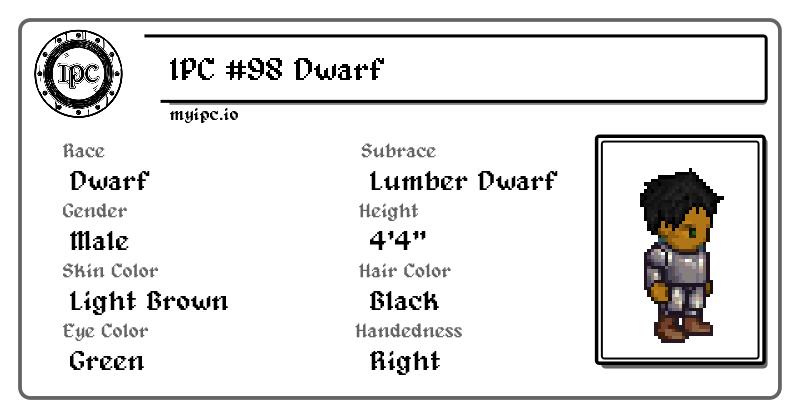 IPC
IPC #98 Dwarf
myipc.io
Race
Subrace
Dwarf
Lumber Dwarf
Gender
Height
Male
4'4"
Skin Color
Hair Color
Light Brown
Black
Eye Color
Handedness
Green
Right